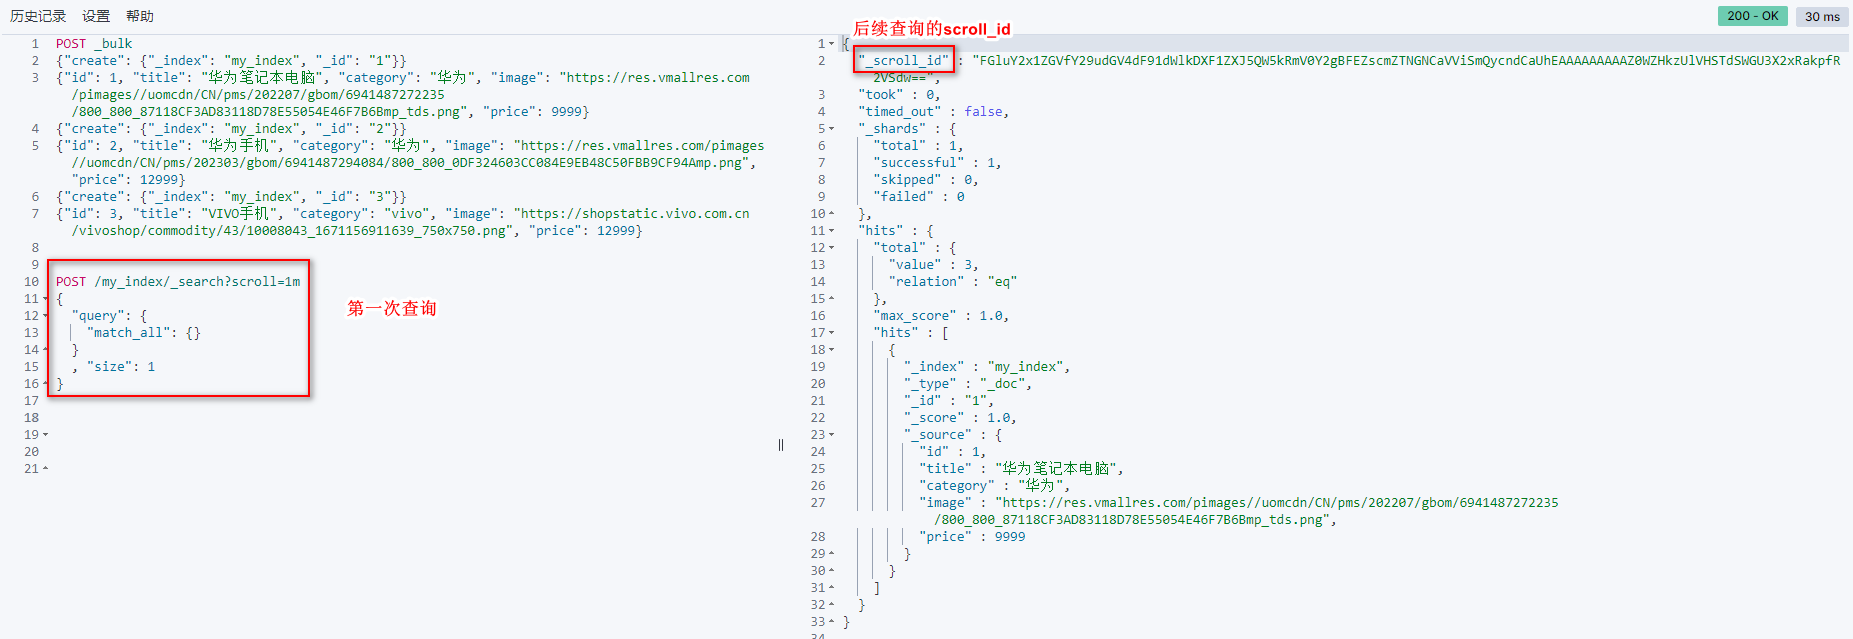 历史记录 设置 帮助
200 - OK 30 ms
后续查询的scroll_id
第一次查询
1 POST _bulk
2 {"create": {"_index": "my_index", "_id": "1"}}
3 {"id": 1, "title": "华为笔记本电脑", "category": "华为", "image": "https://res.vmallres.com
/pimages//uomcdn/CN/pms/202207/gbom/6941487272235
/800_800_87118CF3AD83118D78E55054E46F7B6Bmp_tds.png", "price": 9999}
4 {"create": {"_index": "my_index", "_id": "2"}}
5 {"id": 2, "title": "华为手机", "category": "华为", "image": "https://res.vmallres.com/pimages
//uomcdn/CN/pms/202303/gbom/6941487294084/800_800_0DF324603CC084E9EB48C50FBB9CF94Amp.png",
"price": 12999}
6 {"create": {"_index": "my_index", "_id": "3"}}
7 {"id": 3, "title": "VIVO手机", "category": "vivo", "image": "https://shopstatic.vivo.com.cn
/vivoshop/commodity/43/10008043_1671156911639_750x750.png", "price": 12999}
8
9
10 POST /my_index/_search?scroll=1m
11 {
12 "query": {
13 "match_all": {}
14 }
15 , "size": 1
16 }
17
18
19
20
21
1 {
2 "_scroll_id" : "FGluY2x1ZGVfY29udGV4dF91dWlkDXF1ZXJ5QW5kRmV0Y2gBFEZscmZTNGNCaVViSmQycndCaUhEAAAAAAAAAZ0WZHkzUlVHSTdSWGU3X2xRakpfR
2VSdw==",
3 "took" : 0,
4 "timed_out" : false,
5 "_shards" : {
6 "total" : 1,
7 "successful" : 1,
8 "skipped" : 0,
9 "failed" : 0
10 },
11 "hits" : {
12 "total" : {
13 "value" : 3,
14 "relation" : "eq"
15 },
16 "max_score" : 1.0,
17 "hits" : [
18 {
19 "_index" : "my_index",
20 "_type" : "_doc",
21 "_id" : "1",
22 "_score" : 1.0,
23 "_source" : {
24 "id" : 1,
25 "title" : "华为笔记本电脑",
26 "category" : "华为",
27 "image" : "https://res.vmallres.com/pimages//uomcdn/CN/pms/202207/gbom/6941487272235
/800_800_87118CF3AD83118D78E55054E46F7B6Bmp_tds.png",
28 "price" : 9999
29 }
30 }
31 ]
32 }
33 }
34